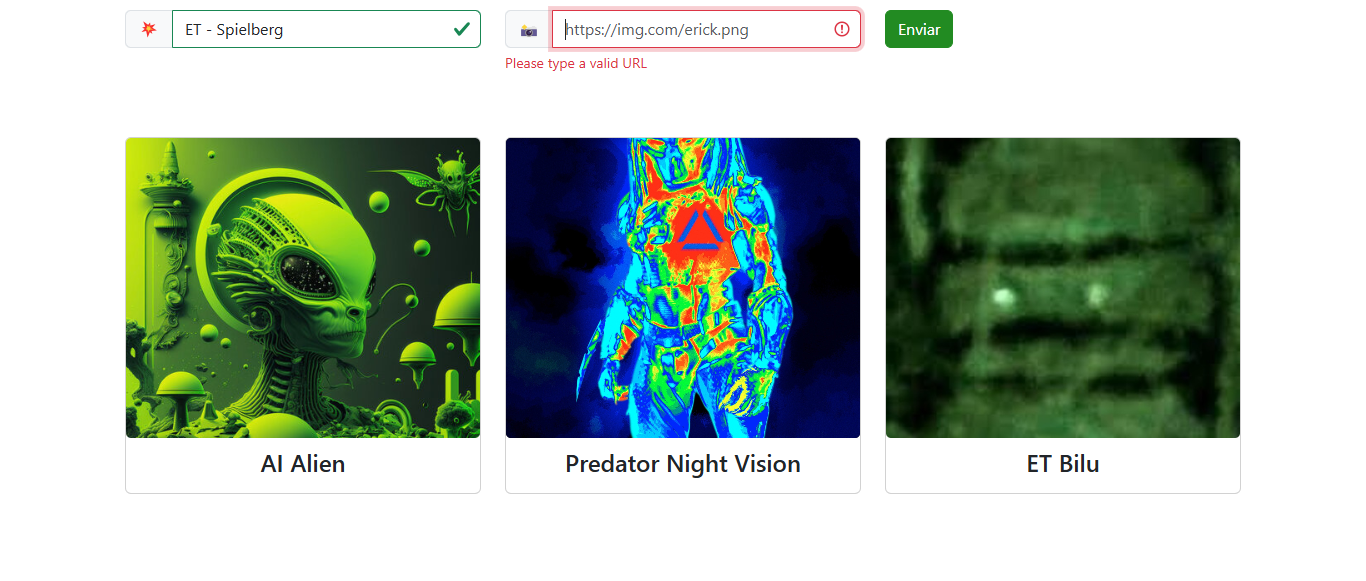 ET - Spielberg
https://img.com/erick.png
Enviar
Please type a valid URL
AI Alien
Predator Night Vision
ET Bilu